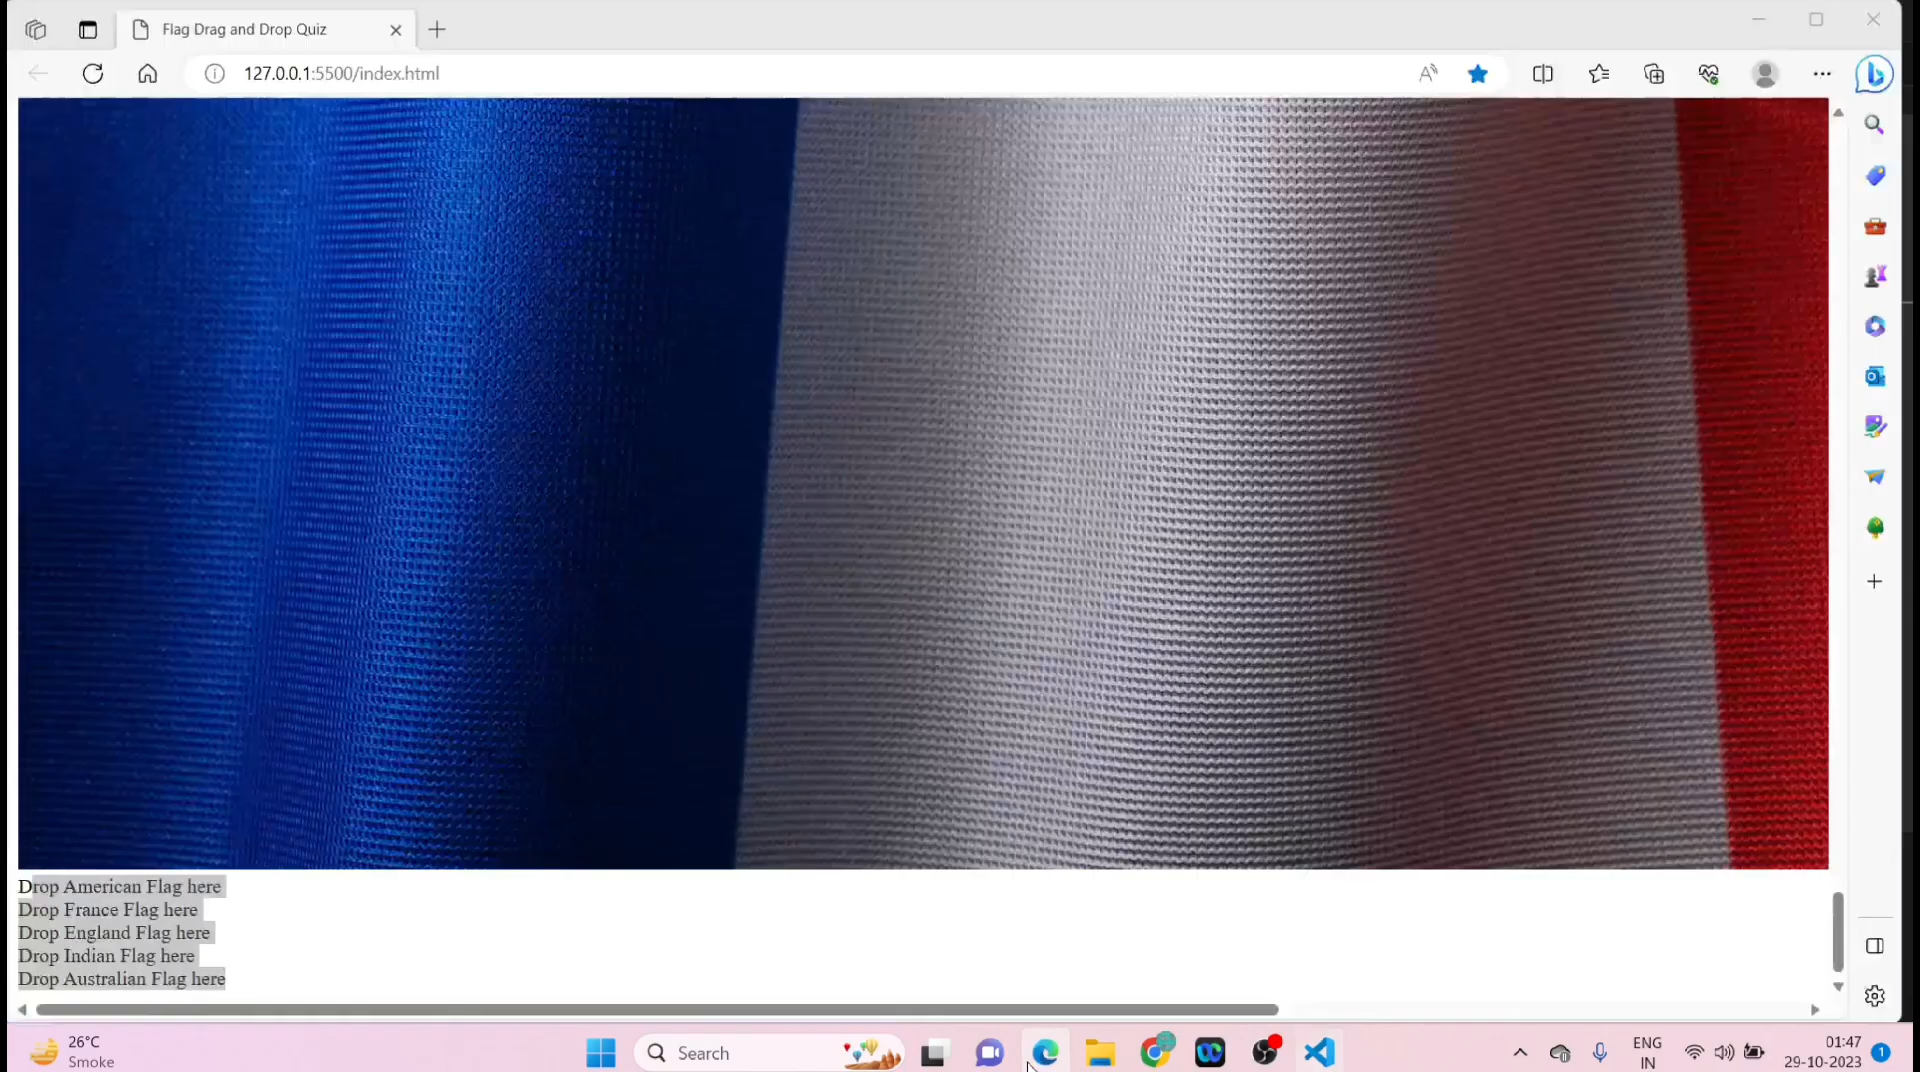 Flag Drag and Drop Quiz
127.0.0.1:5500/index.html
Drop American Flag here
Drop France Flag here
Drop England Flag here
Drop Indian Flag here
Drop Australian Flag here
26°C
Smoke
Search
ENG
IN
01:47
29-10-2023
1